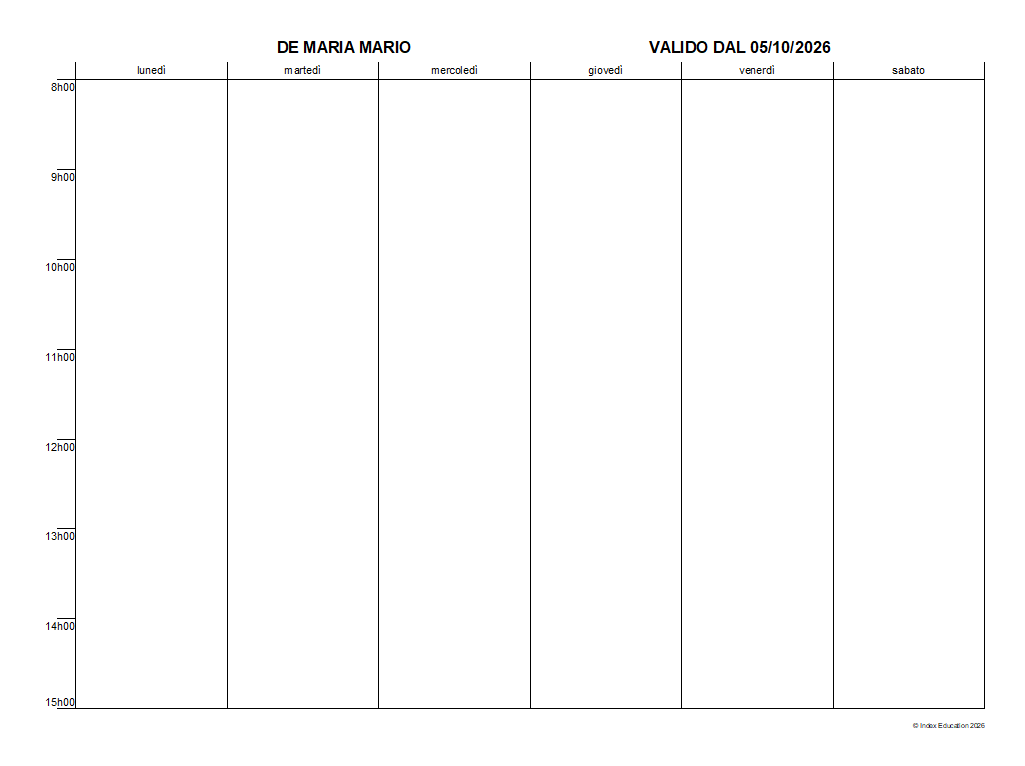 DE MARIA MARIO VALIDO DAL 05/10/2026
lunedì martedì mercoledì giovedì venerdì sabato
8h00
9h00
10h00
11h00
12h00
13h00
14h00
15h00
© Index Education 2026